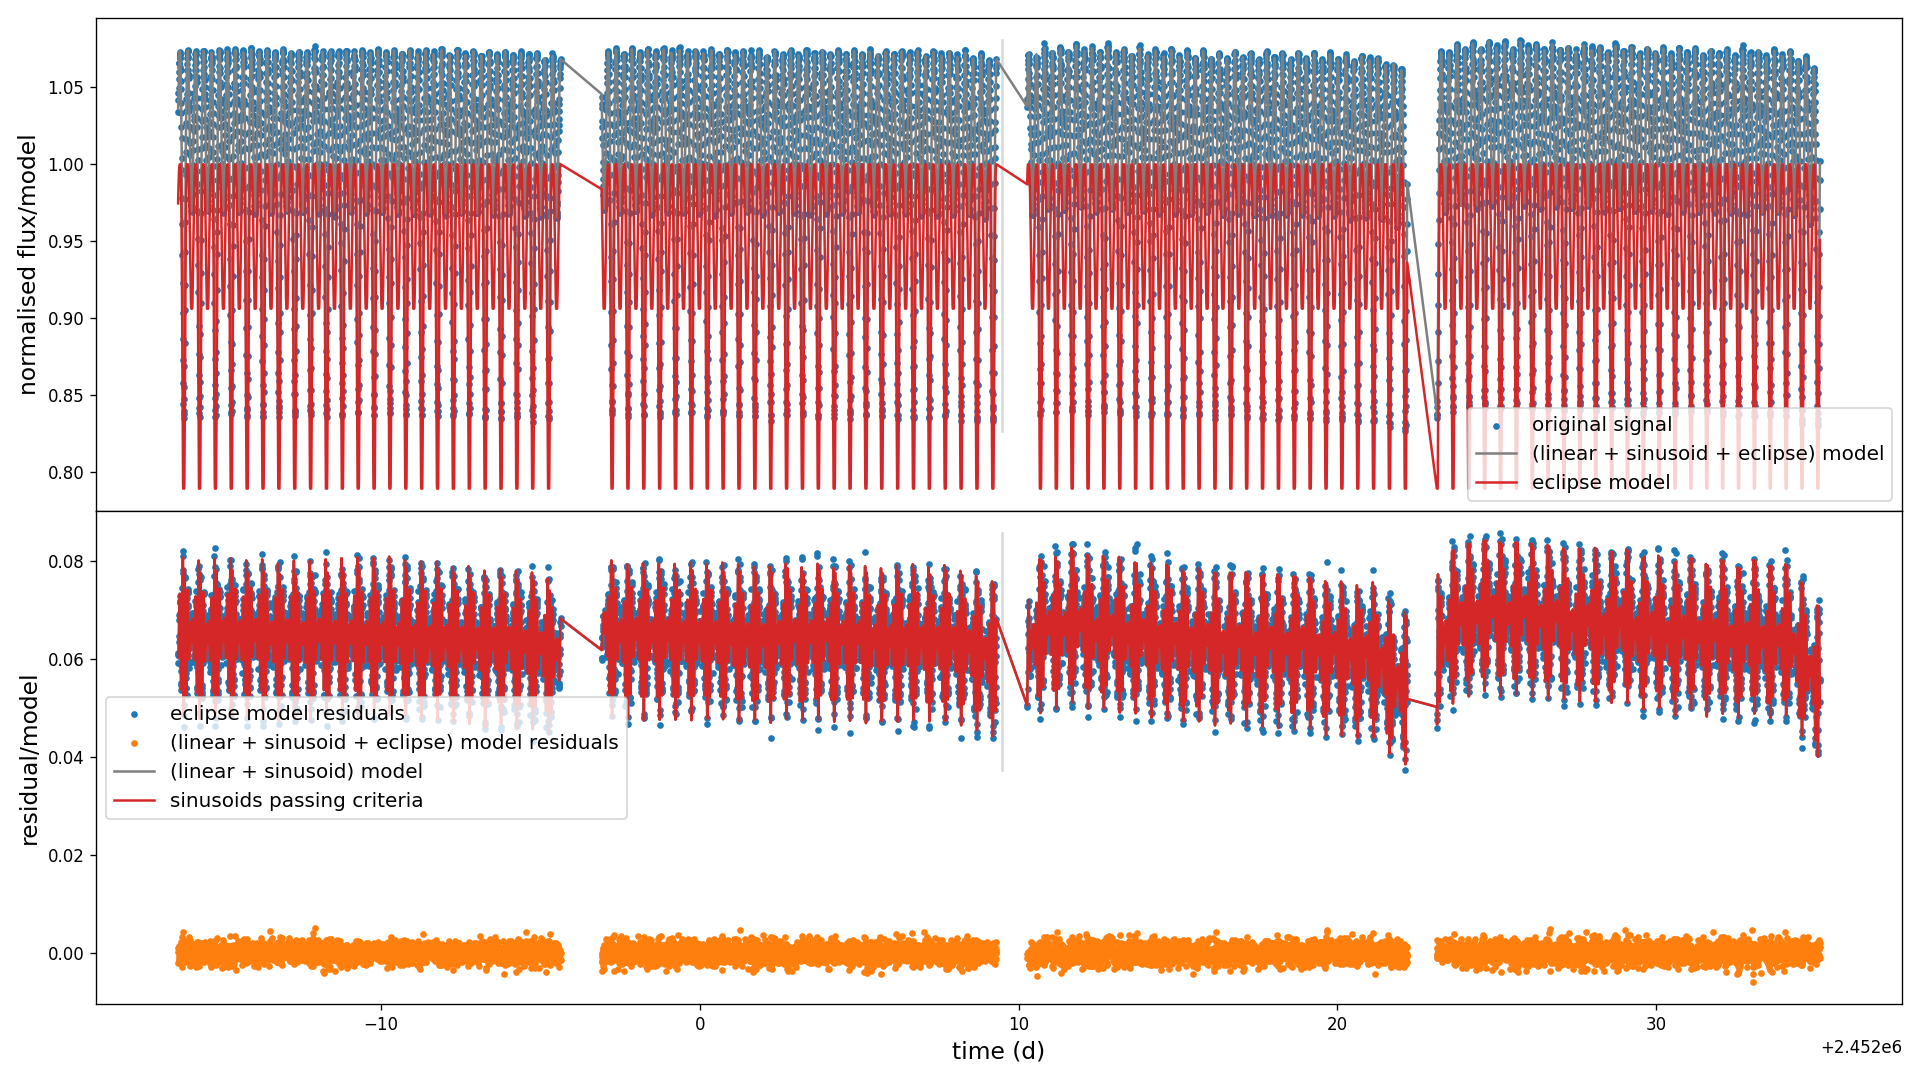 normalised flux/model
1.05
1.00
0.95
0.90
0.85
0.80
original signal
(linear + sinusoid + eclipse) model
eclipse model
residual/model
0.08
0.06
0.04
0.02
0.00
eclipse model residuals
(linear + sinusoid + eclipse) model residuals
(linear + sinusoid) model
sinusoids passing criteria
−10 0 10 20 30
time (d)
+2.452e6